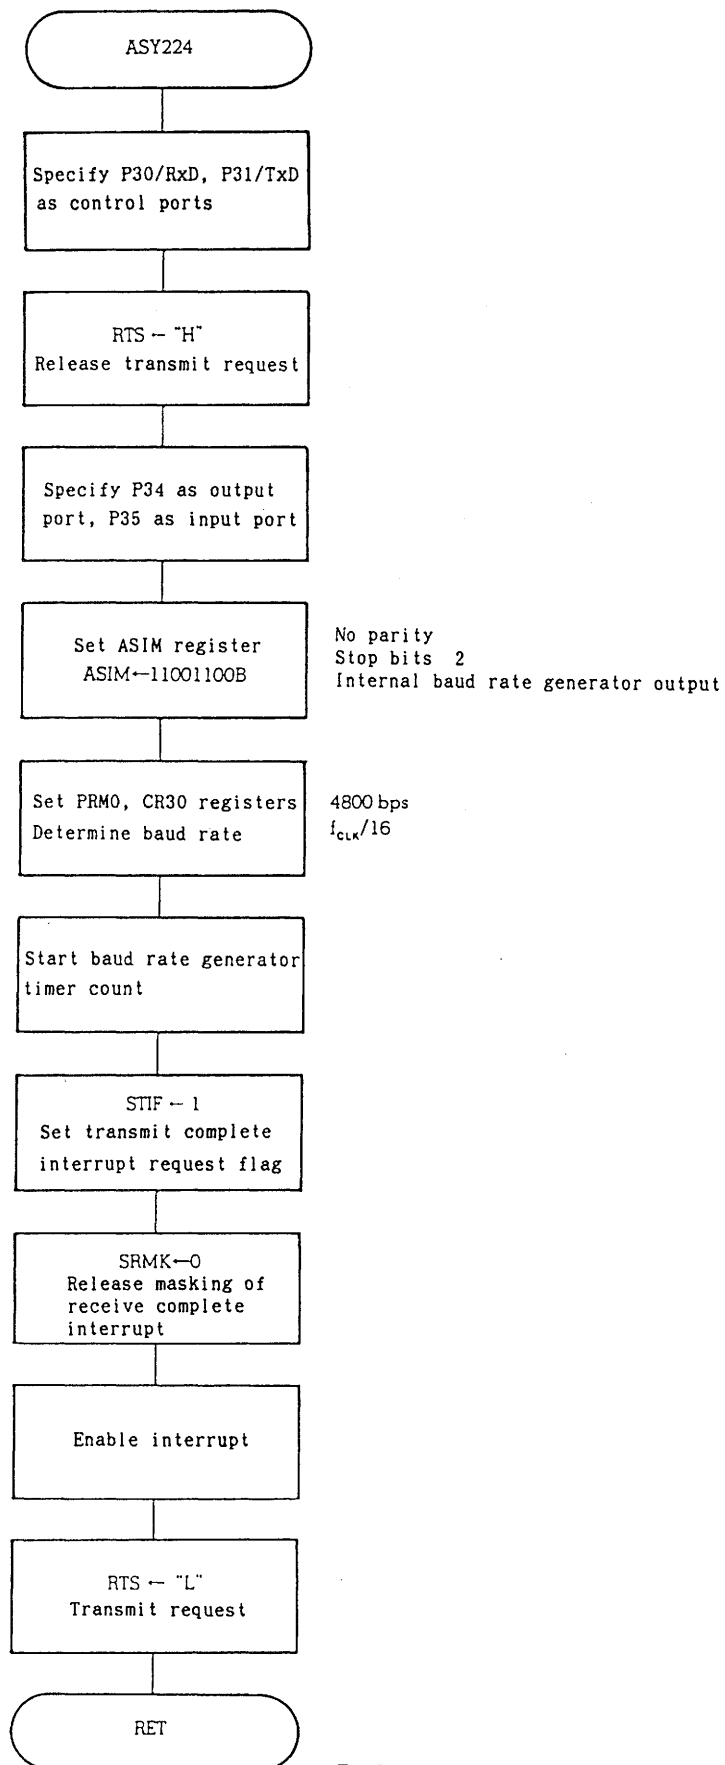 ASY224
Specify P30/RxD, P31/TxD
as control ports
RTS ← "H"
Release transmit request
Specify P34 as output
port, P35 as input port
Set ASIM register
ASIM←11001100B
No parity
Stop bits 2
Internal baud rate generator output
Set PRM0, CR30 registers
Determine baud rate
4800 bps
fCLK/16
Start baud rate generator
timer count
STIF ← 1
Set transmit complete
interrupt request flag
SRMK←0
Release masking of
receive complete
interrupt
Enable interrupt
RTS ← "L"
Transmit request
RET